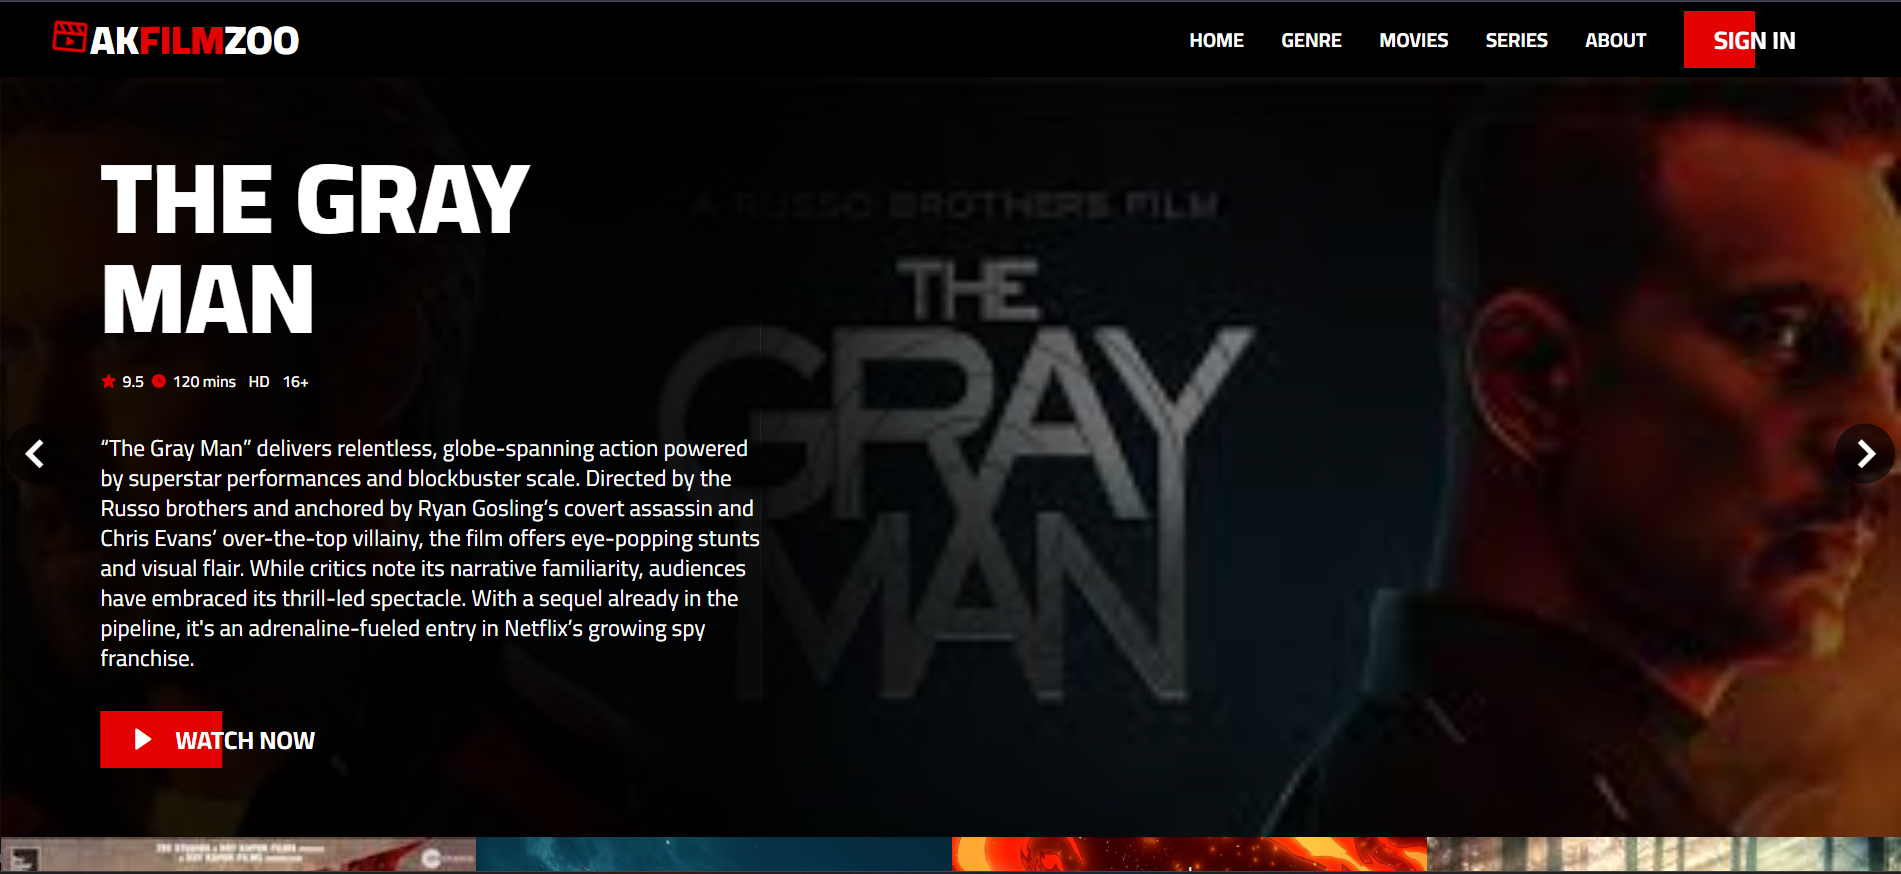 AKFILMZOO
HOME GENRE MOVIES SERIES ABOUT SIGN IN
THE GRAY
MAN
9.5 120 mins HD 16+
“The Gray Man” delivers relentless, globe-spanning action powered
by superstar performances and blockbuster scale. Directed by the
Russo brothers and anchored by Ryan Gosling’s covert assassin and
Chris Evans’ over-the-top villainy, the film offers eye-popping stunts
and visual flair. While critics note its narrative familiarity, audiences
have embraced its thrill-led spectacle. With a sequel already in the
pipeline, it's an adrenaline-fueled entry in Netflix’s growing spy
franchise.
WATCH NOW
A RUSSO BROTHERS FILM
THE
GRAY
MAN